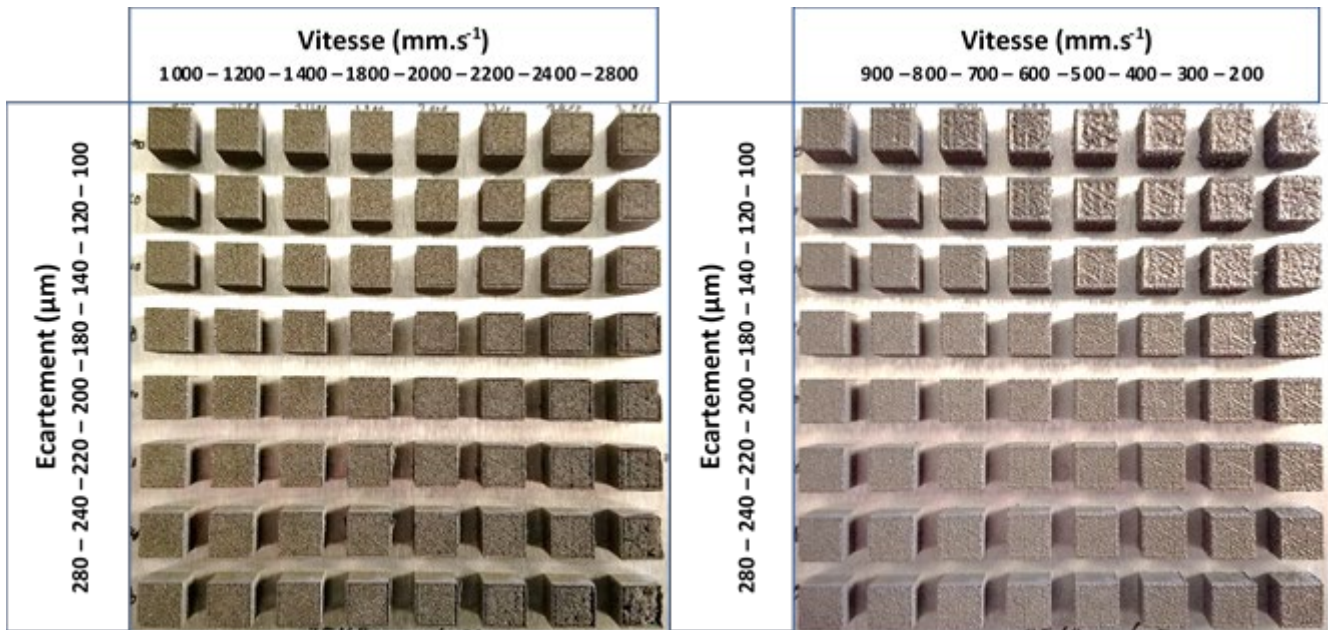 Vitesse (mm.s⁻¹)
1000 – 1200 – 1400 – 1800 – 2000 – 2200 – 2400 – 2800
Ecartement (µm)
280 – 240 – 220 – 200 – 180 – 140 – 120 – 100
Vitesse (mm.s⁻¹)
900 – 800 – 700 – 600 – 500 – 400 – 300 – 200
Ecartement (µm)
280 – 240 – 220 – 200 – 180 – 140 – 120 – 100